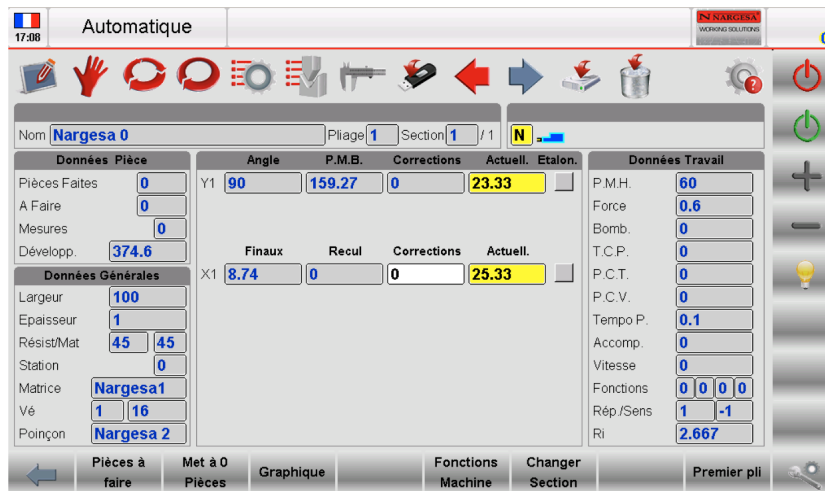 17:08
Automatique
N NARGESA
WORKING SOLUTIONS
Nom Nargesa 0 Pliage 1 Section 1 / 1 N
Données Pièce
Pièces Faites 0
A Faire 0
Mesures 0
Développ. 374.6
Données Générales
Largeur 100
Epaisseur 1
Résist/Mat 45 45
Station 0
Matrice Nargesa1
Vé 1 16
Poinçon Nargesa 2
Angle P.M.B. Corrections Actuell. Etalon.
Y1 90 159.27 0 23.33
Finaux Recul Corrections Actuell.
X1 8.74 0 0 25.33
Données Travail
P.M.H. 60
Force 0.6
Bomb. 0
T.C.P. 0
P.C.T. 0
P.C.V. 0
Tempo P. 0.1
Accomp. 0
Vitesse 0
Fonctions 0 0 0 0
Rép./Sens 1 -1
Ri 2.667
Pièces à
faire
Met à 0
Pièces
Graphique
Fonctions
Machine
Changer
Section
Premier pli